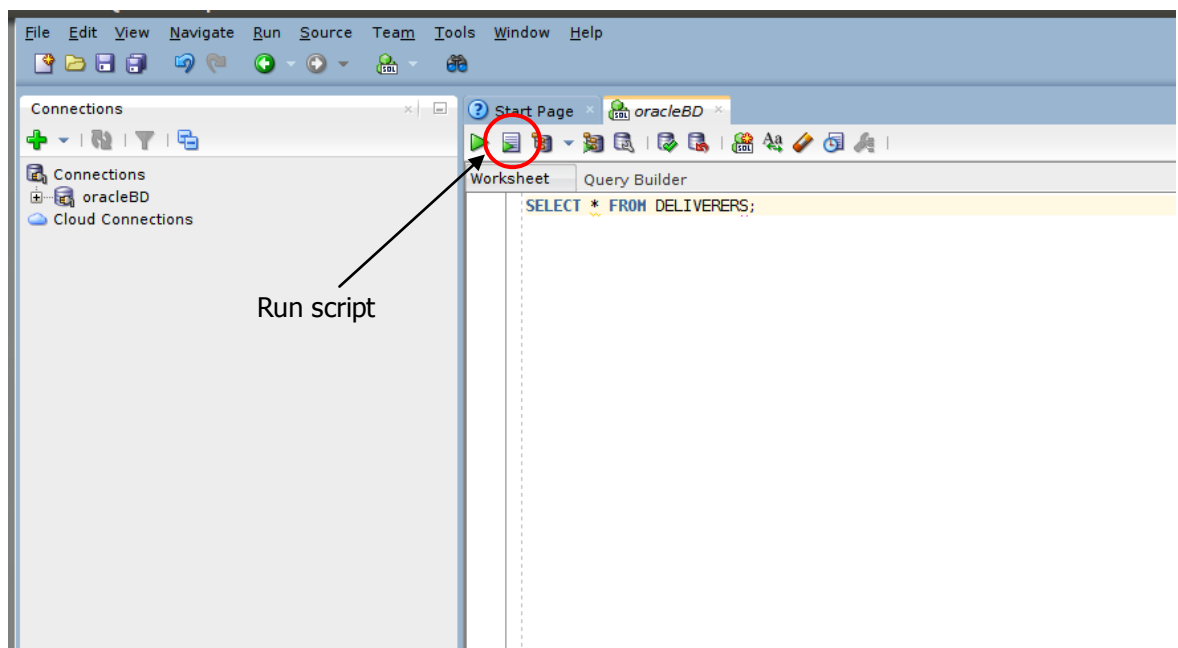 File Edit View Navigate Run Source Team Tools Window Help
Connections
Start Page oracleBD
Worksheet Query Builder
Connections
oracleBD
Cloud Connections
SELECT * FROM DELIVERERS;
Run script